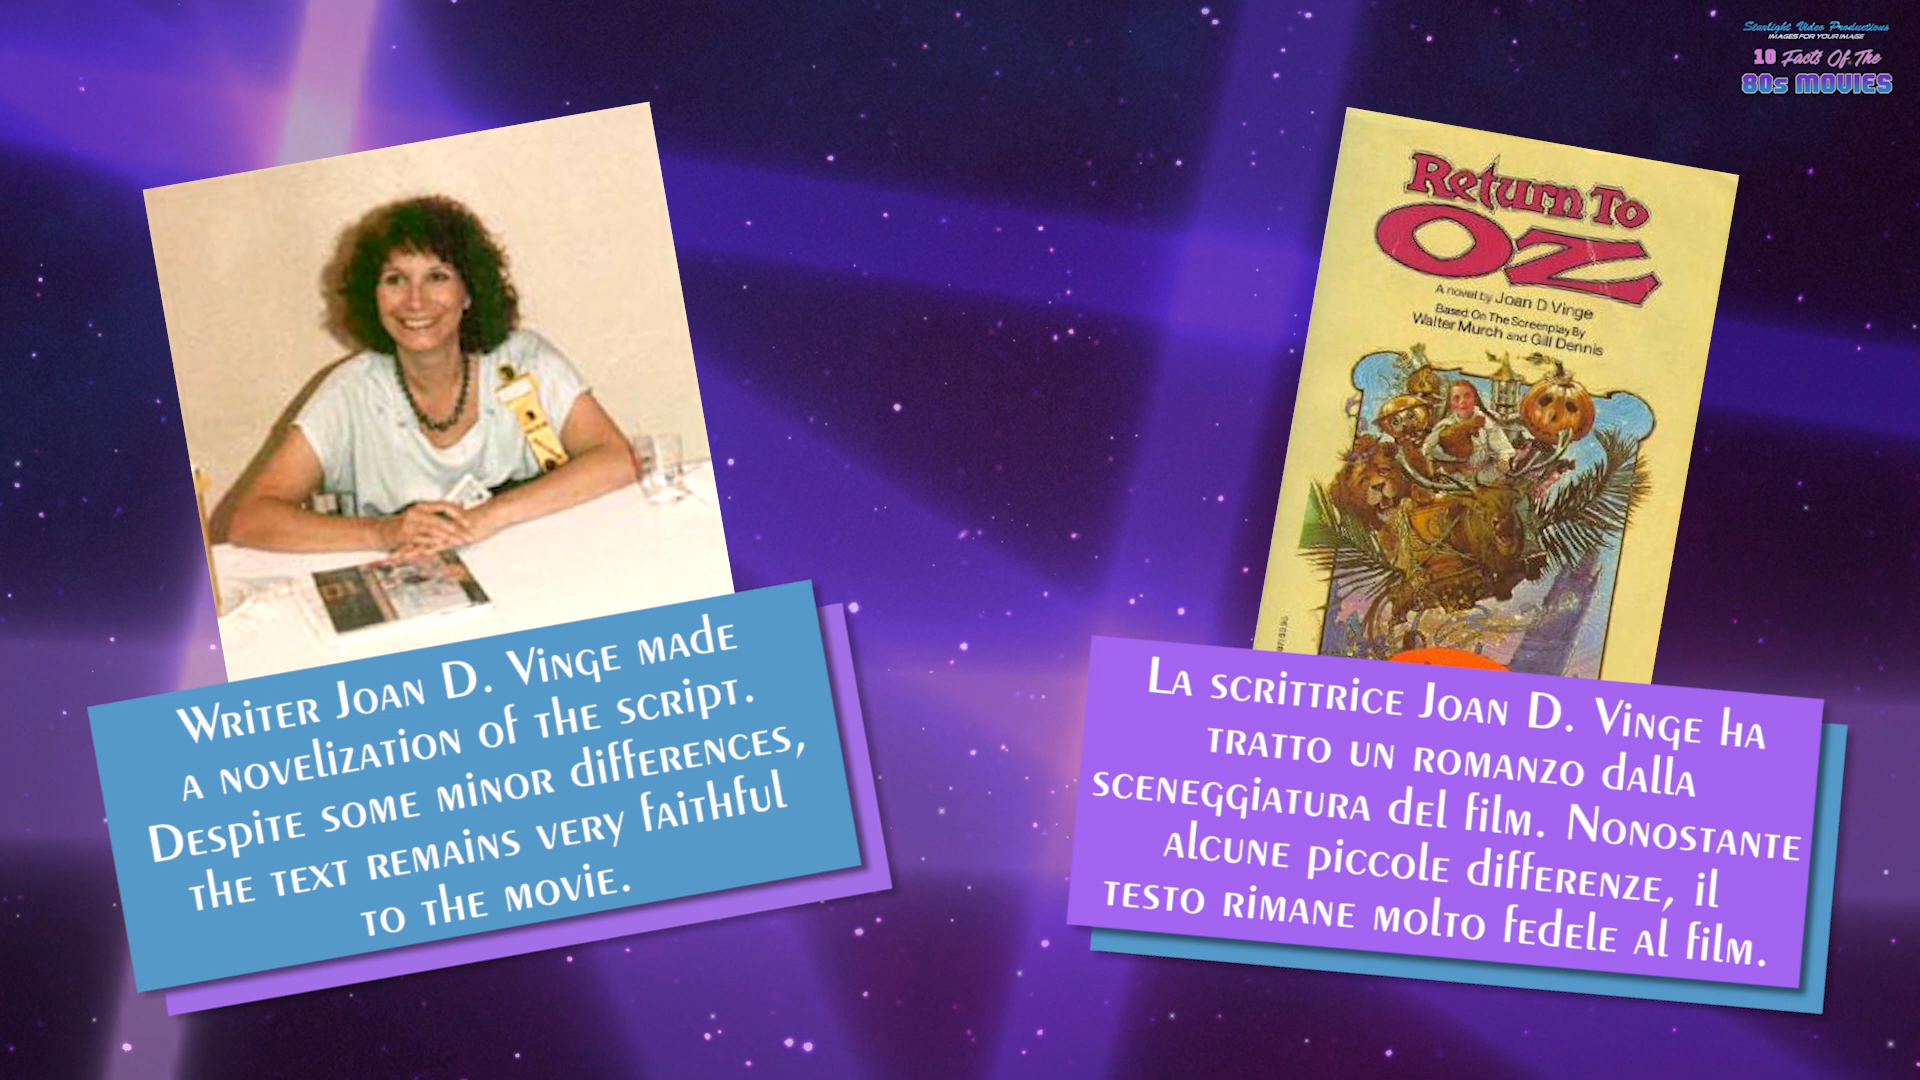 Starlight Video Productions
IMAGES FOR YOUR IMAGE
10 Facts Of The
80s MOVIES
Return To
OZ
A novel by Joan D. Vinge
Based On The Screenplay By
Walter Murch and Gill Dennis
Writer Joan D. Vinge made
a novelization of the script.
Despite some minor differences,
the text remains very faithful
to the movie.
La scrittrice Joan D. Vinge ha
tratto un romanzo dalla
sceneggiatura del film. Nonostante
alcune piccole differenze, il
testo rimane molto fedele al film.